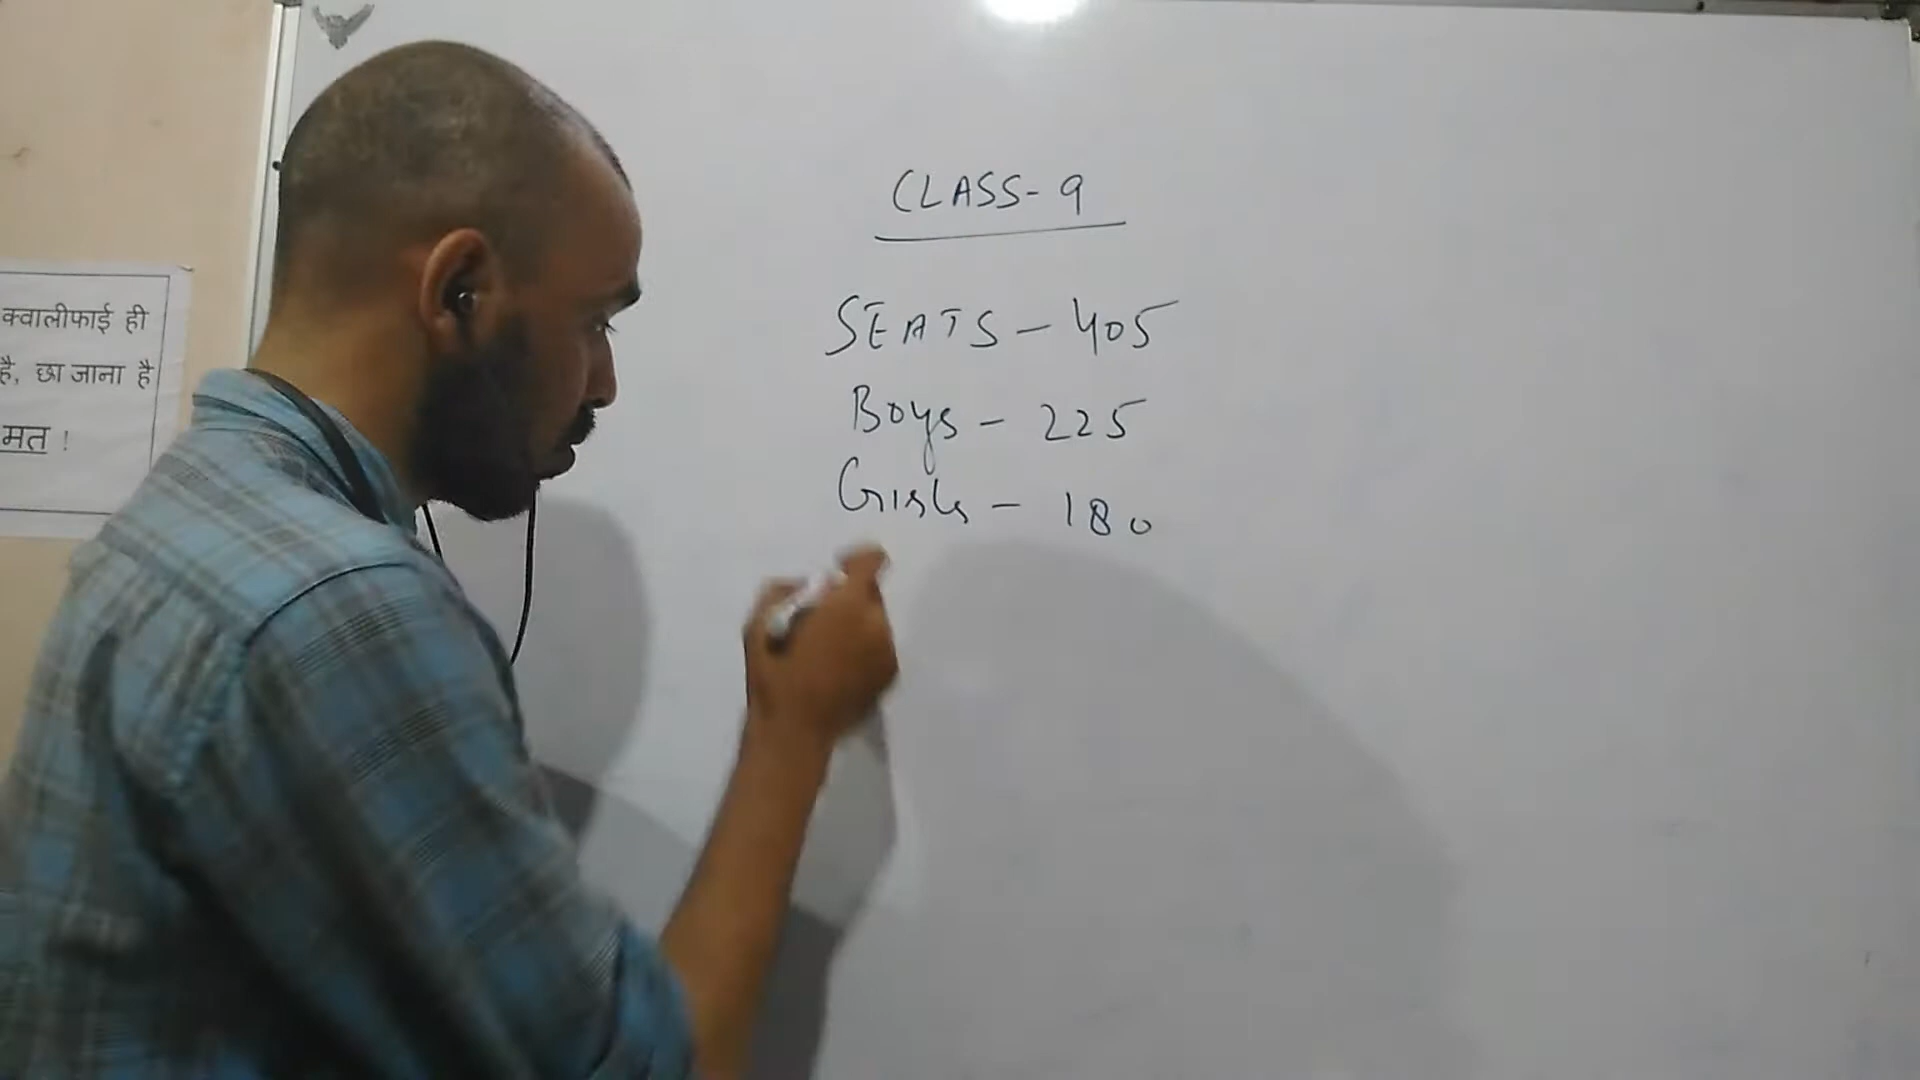 क्वालीफाई ही
है, छा जाना है
मत !
CLASS-9
SEATS - 405
Boys - 225
Girls - 180